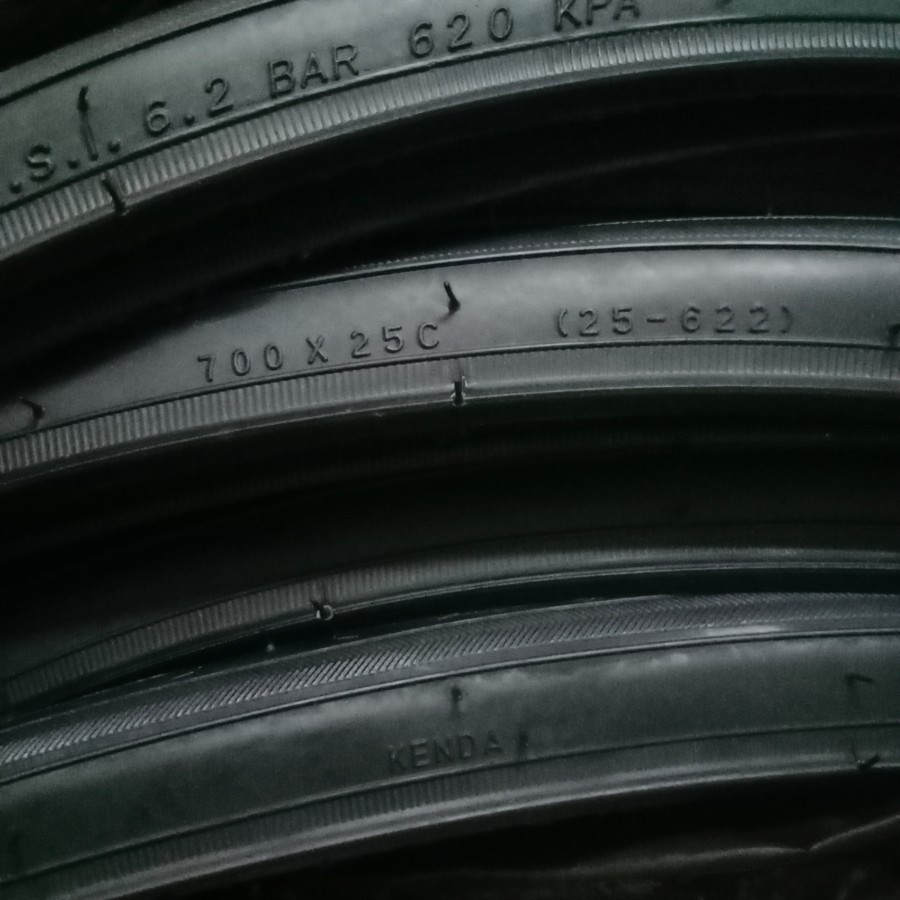 .s.i. 6.2 BAR 620 KPA
700 X 25C (25-622)
KENDA